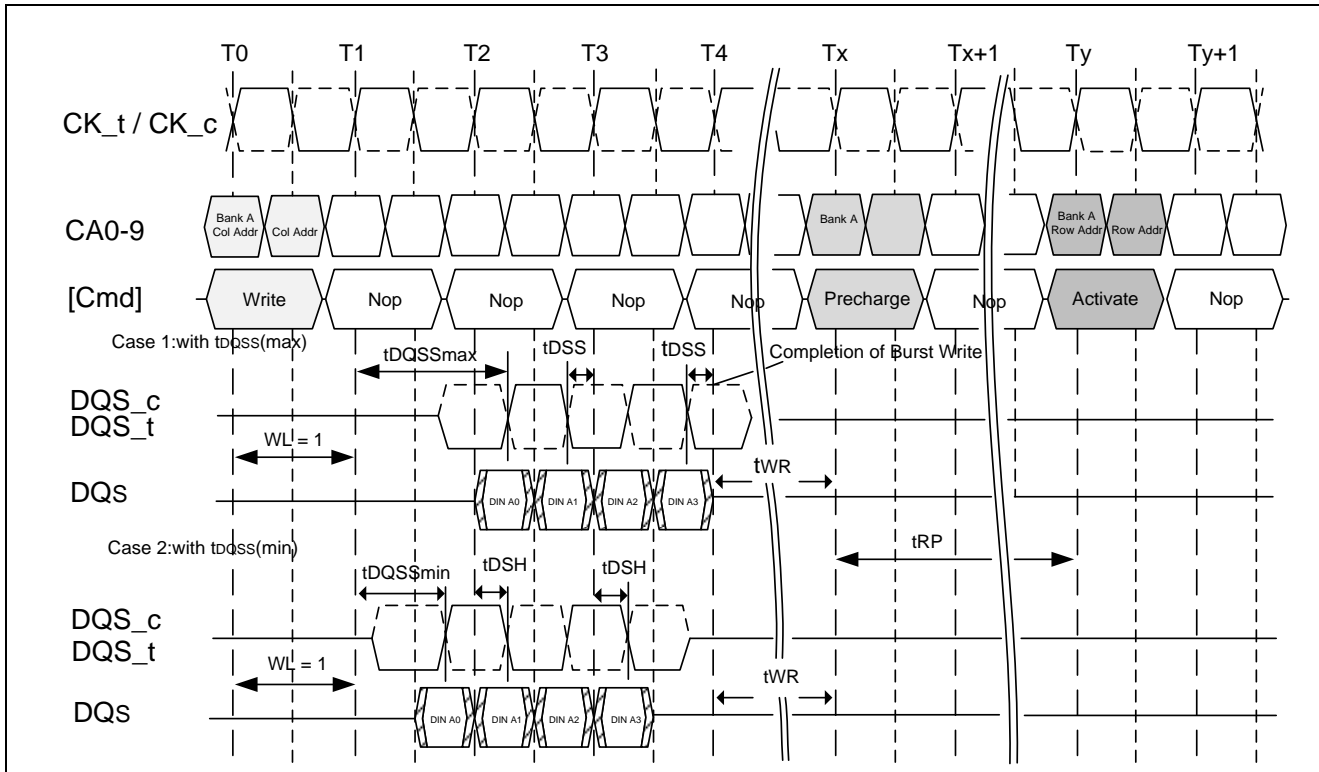 T0 T1 T2 T3 T4 Tx Tx+1 Ty Ty+1
CK_t / CK_c
CA0-9
Bank A
Col Addr
Col Addr
Bank A
Bank A
Row Addr
Row Addr
[Cmd]
Write Nop Nop Nop Nop Precharge Nop Activate Nop
Case 1:with tDQSS(max)
tDQSSmax tDSS tDSS Completion of Burst Write
DQS_c
DQS_t
WL = 1
tWR
DQs
DIN A0 DIN A1 DIN A2 DIN A3
Case 2:with tDQSS(min)
tRP
tDQSSmin tDSH tDSH
DQS_c
DQS_t
WL = 1
tWR
DQs
DIN A0 DIN A1 DIN A2 DIN A3